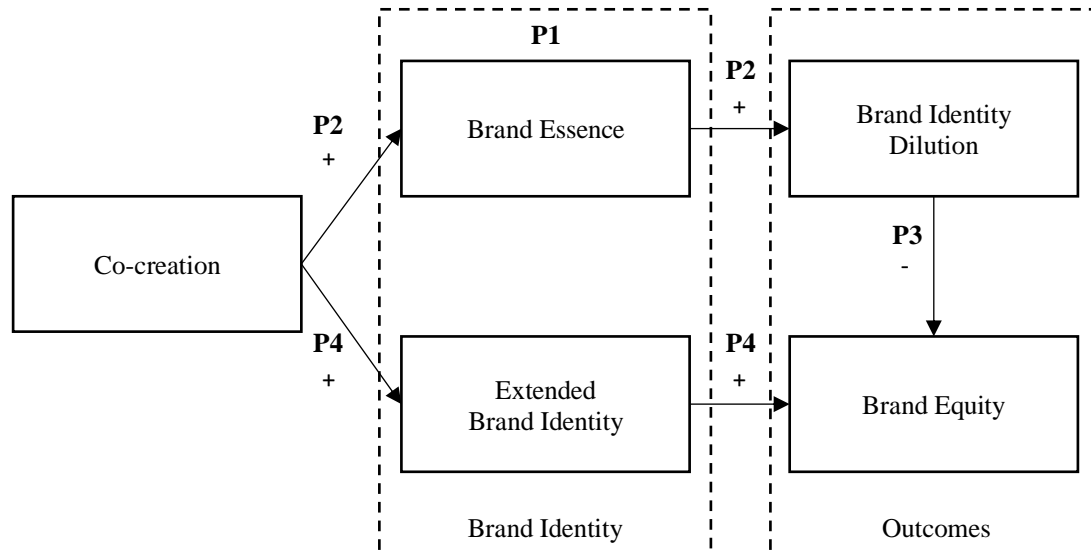 P1
P2
+
Brand Essence
P2
+
Brand Identity
Dilution
Co-creation
P3
-
P4
+
Extended
Brand Identity
P4
+
Brand Equity
Brand Identity
Outcomes